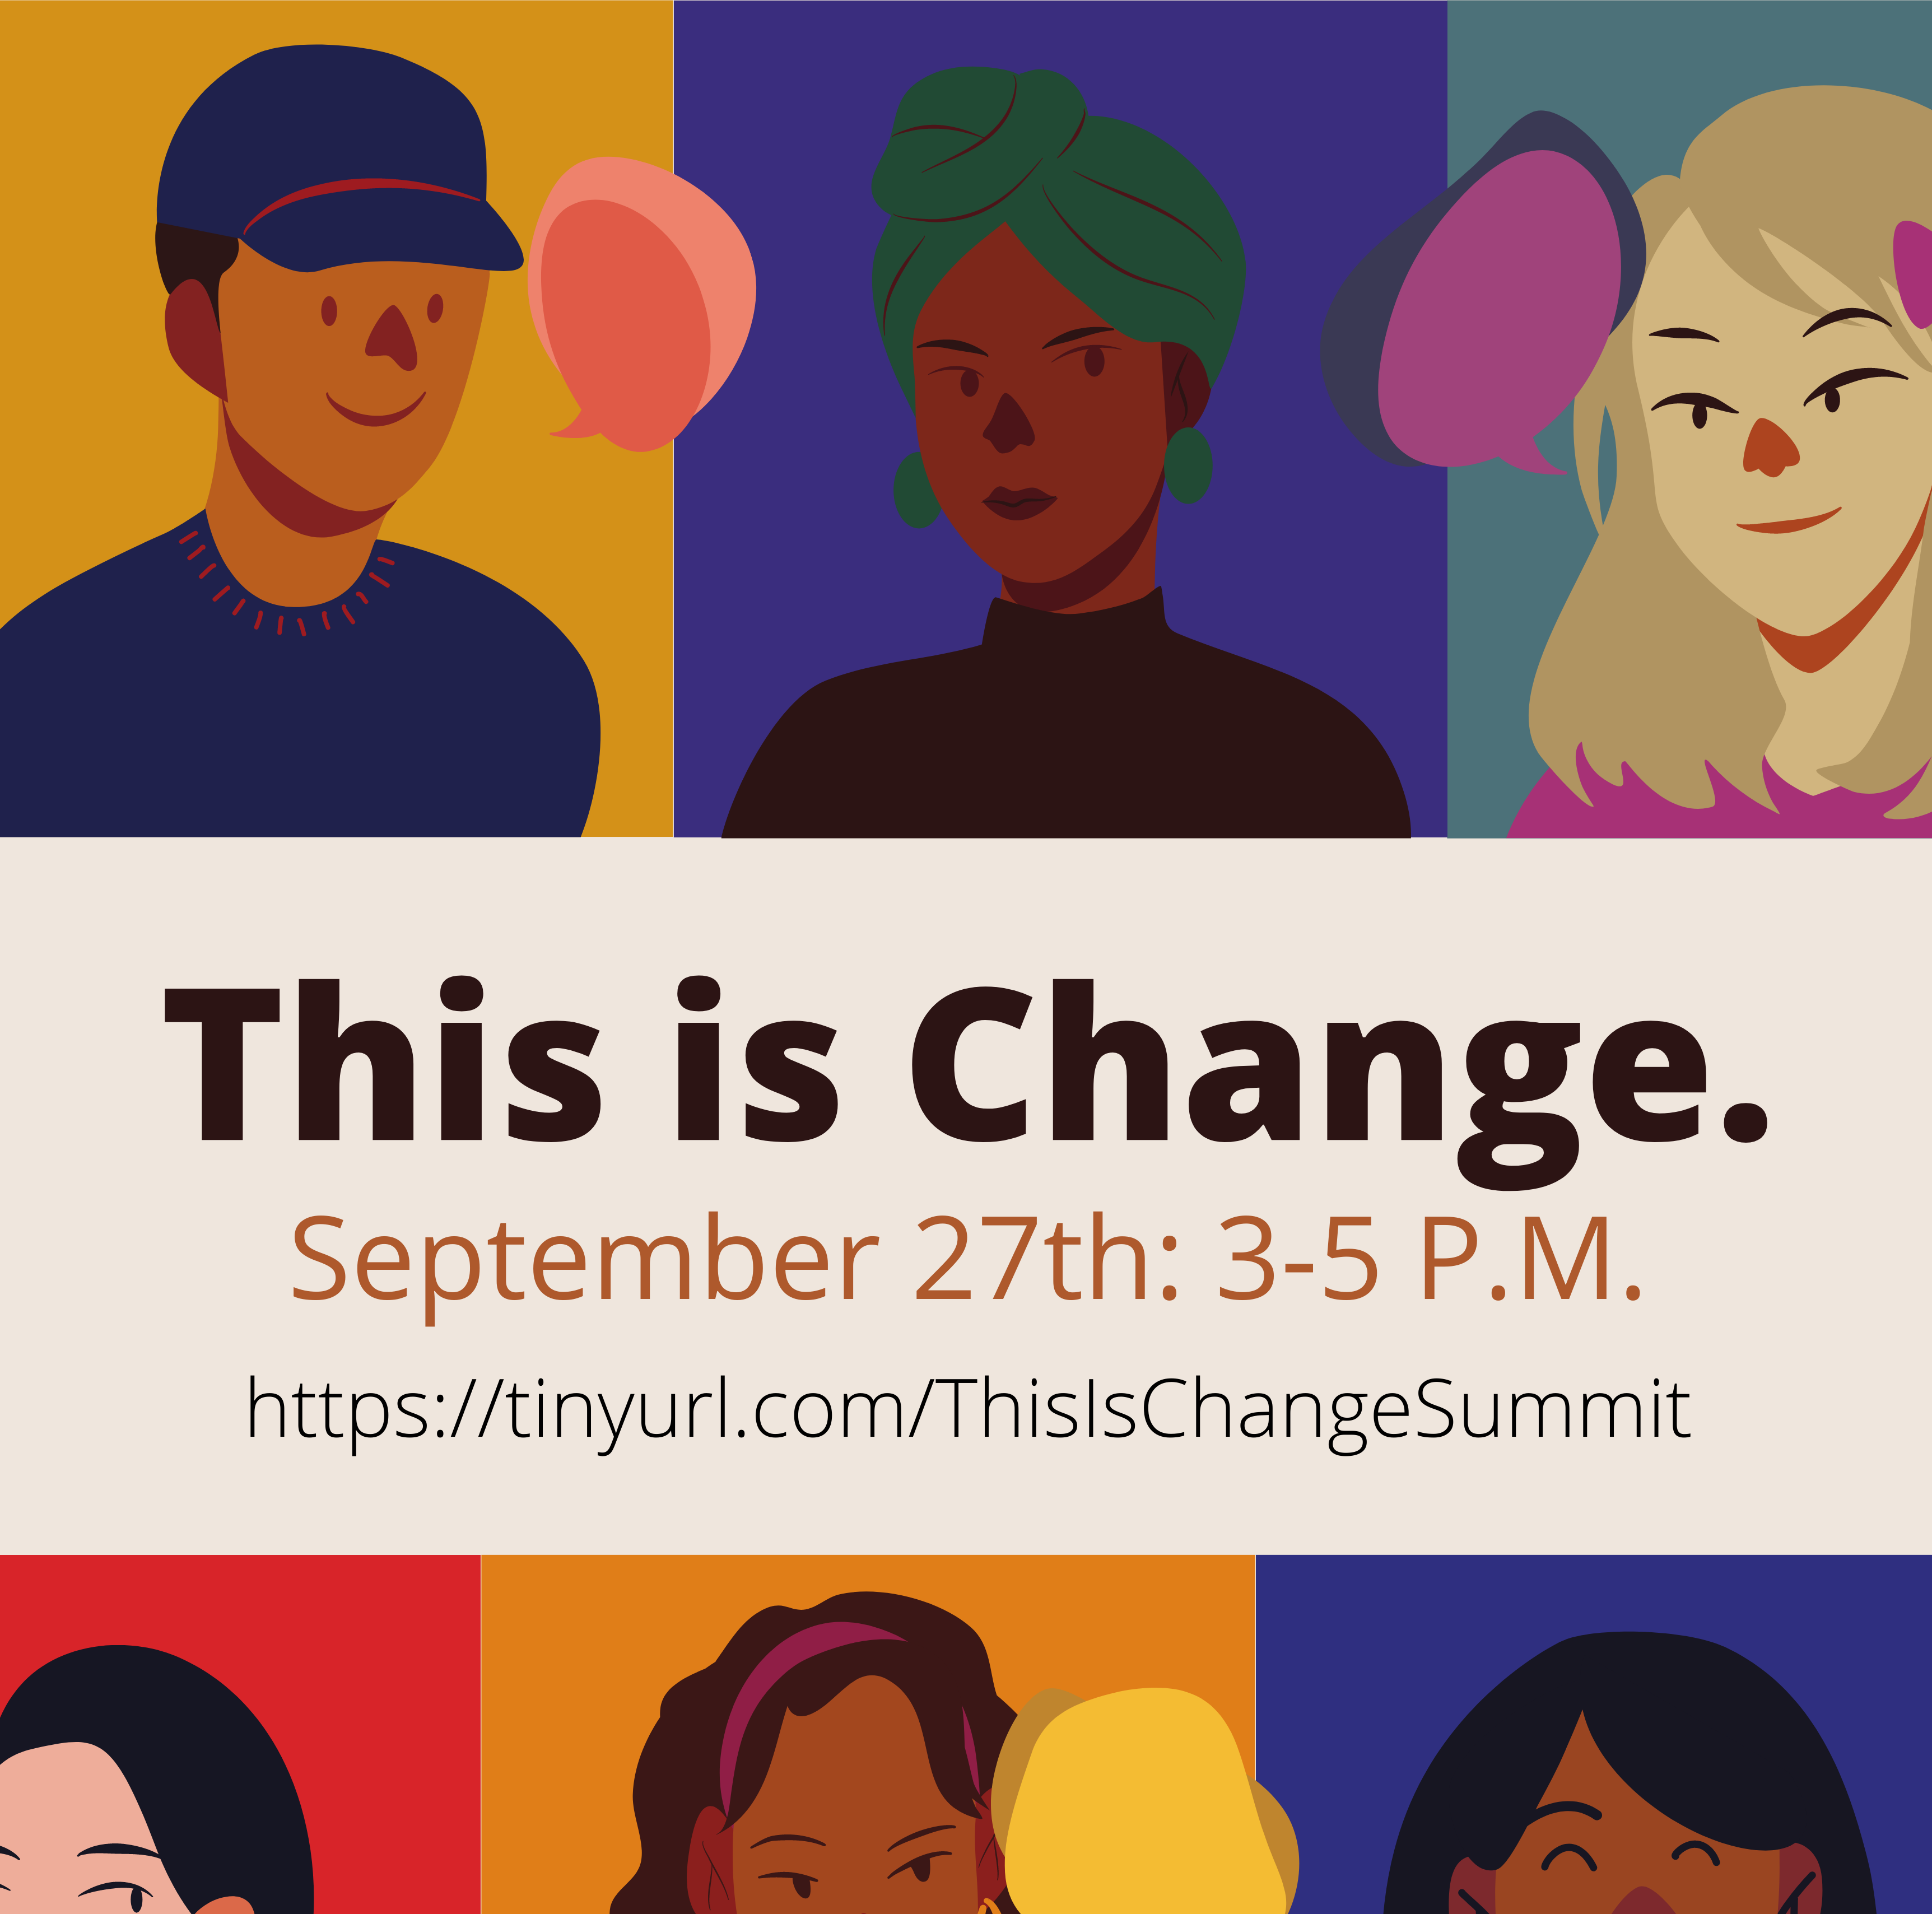 This is Change.
September 27th: 3-5 P.M.
https://tinyurl.com/ThisIsChangeSummit